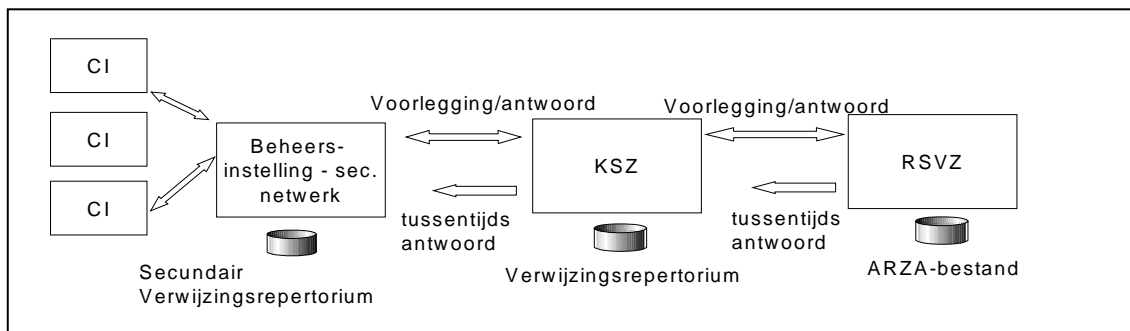 CI
CI
CI
Beheers-
instelling - sec.
netwerk
Secundair
Verwijzingsrepertorium
Voorlegging/antwoord
tussentijds
antwoord
KSZ
Verwijzingsrepertorium
Voorlegging/antwoord
tussentijds
antwoord
RSVZ
ARZA-bestand